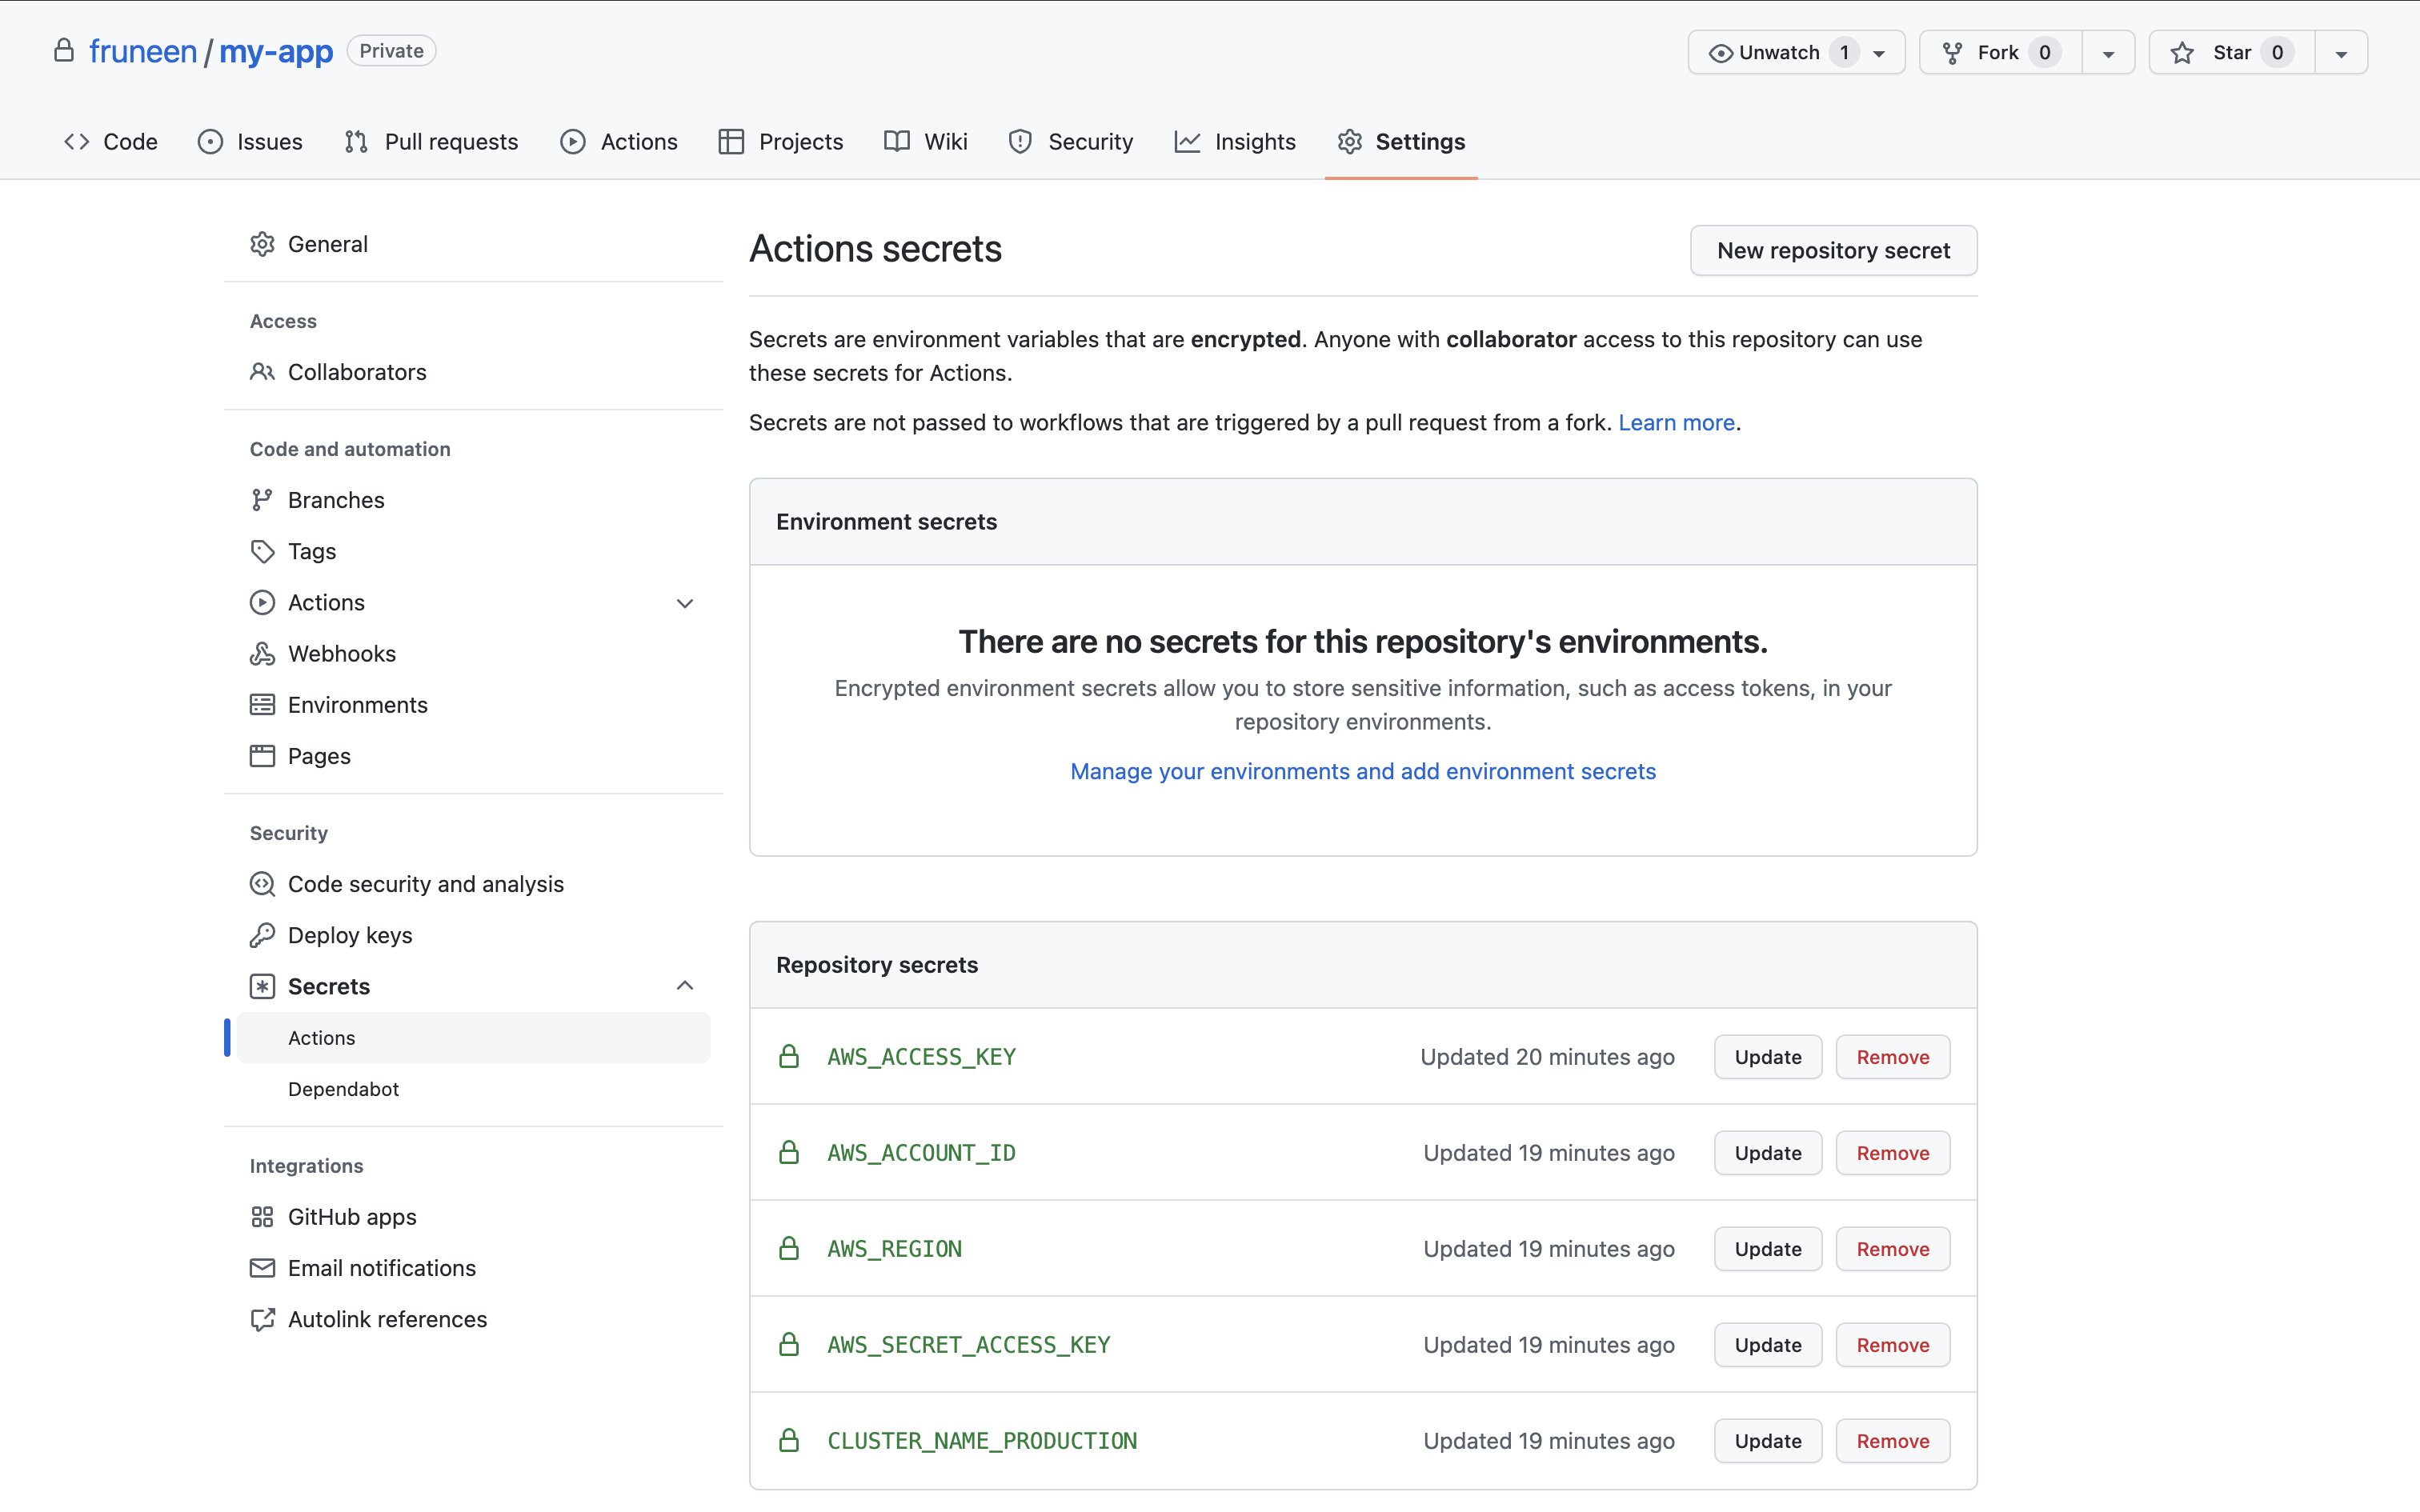 fruneen / my-app Private Unwatch 1 Fork 0 Star 0
Code Issues Pull requests Actions Projects Wiki Security Insights Settings
General
Access
Collaborators
Code and automation
Branches
Tags
Actions
Webhooks
Environments
Pages
Security
Code security and analysis
Deploy keys
Secrets
Actions
Dependabot
Integrations
GitHub apps
Email notifications
Autolink references
Actions secrets New repository secret
Secrets are environment variables that are encrypted. Anyone with collaborator access to this repository can use
these secrets for Actions.
Secrets are not passed to workflows that are triggered by a pull request from a fork. Learn more.
Environment secrets
There are no secrets for this repository's environments.
Encrypted environment secrets allow you to store sensitive information, such as access tokens, in your
repository environments.
Manage your environments and add environment secrets
Repository secrets
AWS_ACCESS_KEY Updated 20 minutes ago Update Remove
AWS_ACCOUNT_ID Updated 19 minutes ago Update Remove
AWS_REGION Updated 19 minutes ago Update Remove
AWS_SECRET_ACCESS_KEY Updated 19 minutes ago Update Remove
CLUSTER_NAME_PRODUCTION Updated 19 minutes ago Update Remove